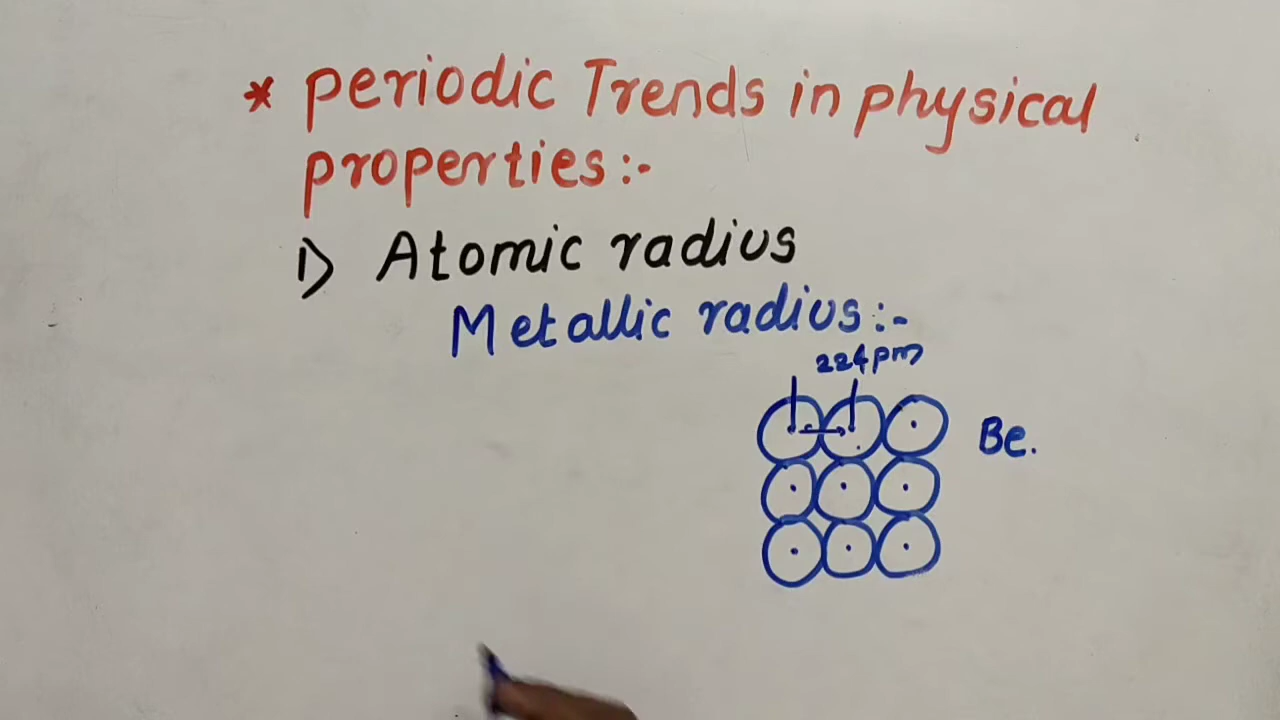 * Periodic Trends in physical
properties:-
1) Atomic radius
Metallic radius:-
224pm
Be.